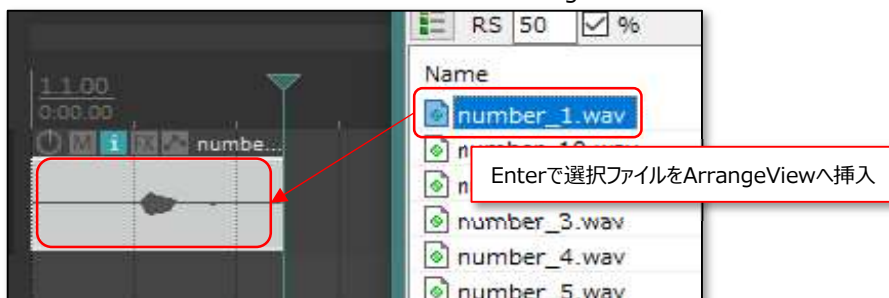 RS 50 %
1.1.00
0:00.00
M i FX numbe...
Name
number_1.wav
Enterで選択ファイルをArrangeViewへ挿入
number_3.wav
number_4.wav
number_5.wav